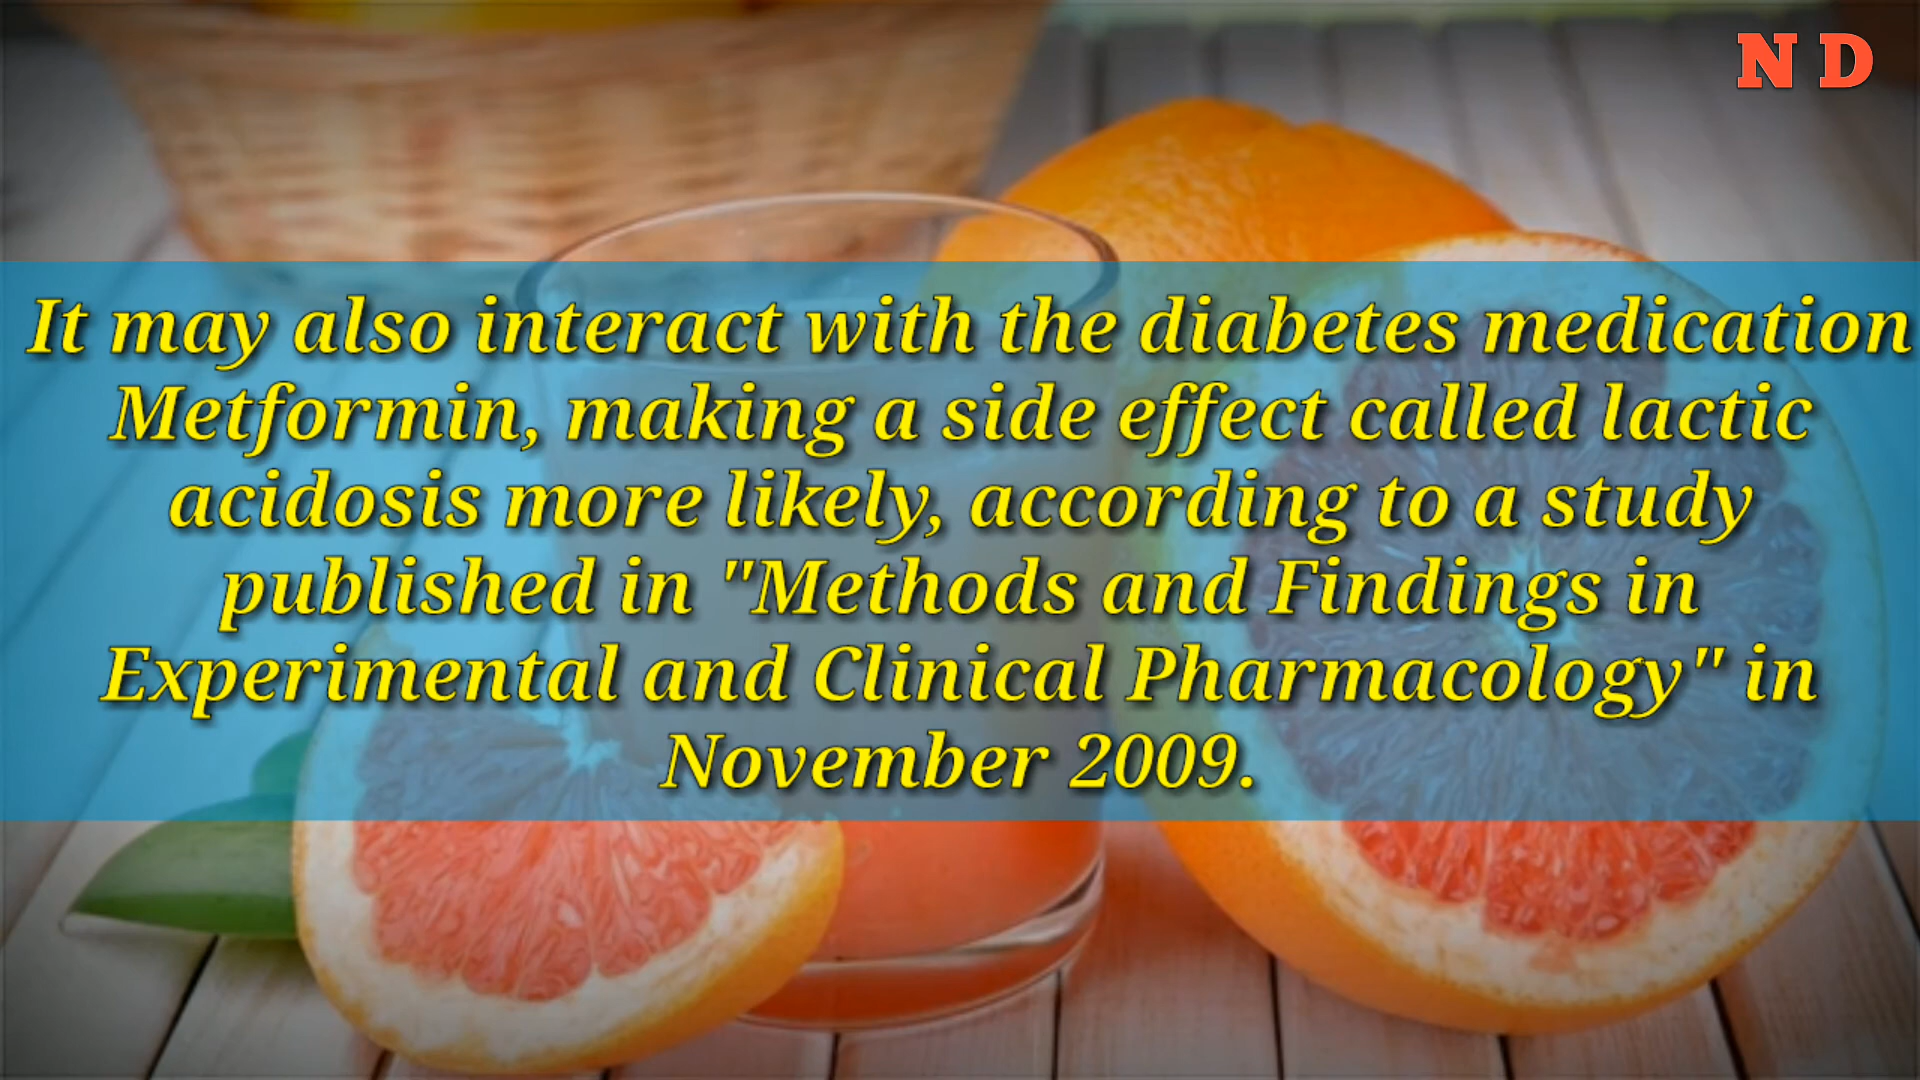 N D
It may also interact with the diabetes medication
Metformin, making a side effect called lactic
acidosis more likely, according to a study
published in "Methods and Findings in
Experimental and Clinical Pharmacology" in
November 2009.